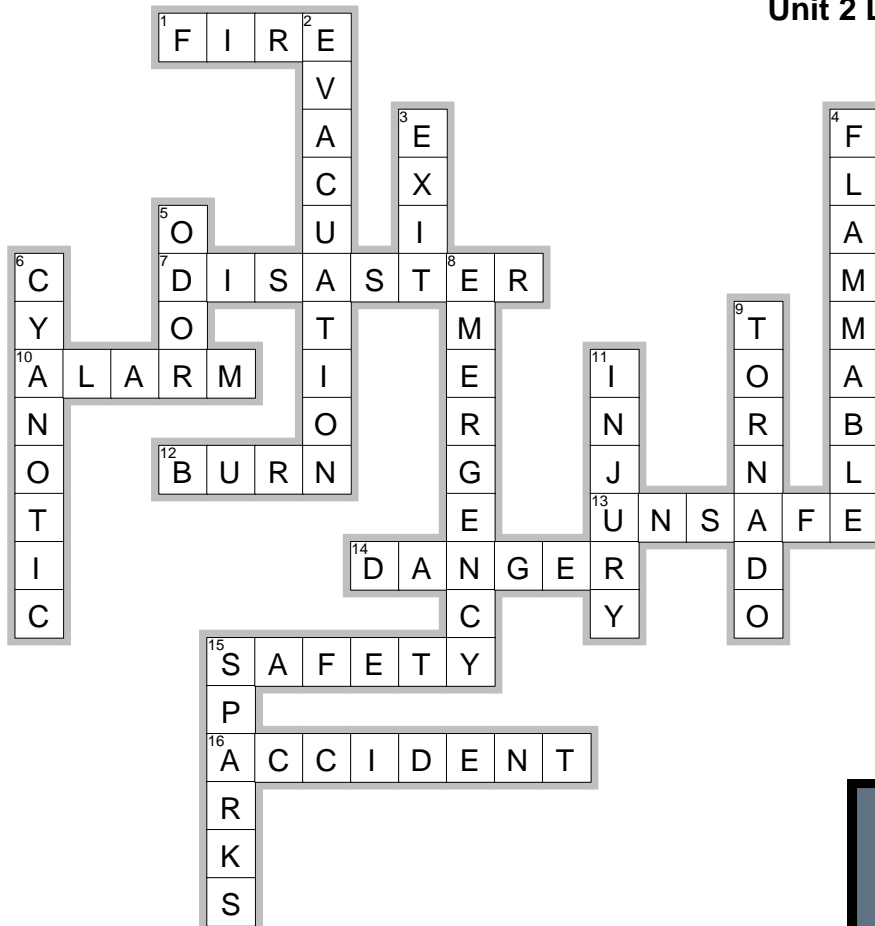 Unit 2 L
1 FIRE
2 EVACUATION
3 EXIT
4 FLAMMABLE
5 ODOR
6 CYANOTIC
7 DISASTER
8 EMERGENCY
9 TORNADO
10 ALARM
11 INJURY
12 BURN
13 UNSAFE
14 DANGER
15 SAFETY
SPARKS
16 ACCIDENT